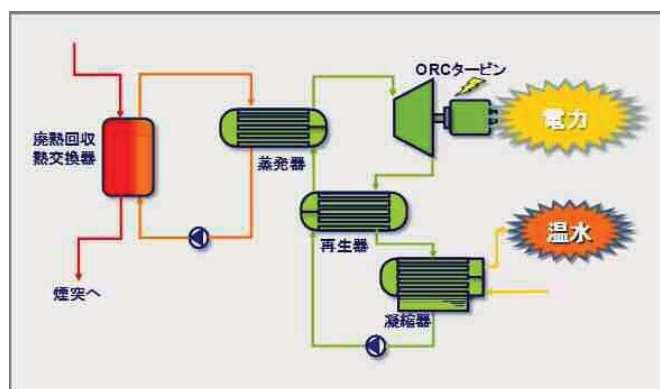 ORCタービン
電力
廃熱回収
熱交換器
蒸発器
再生器
温水
煙突へ
凝縮器